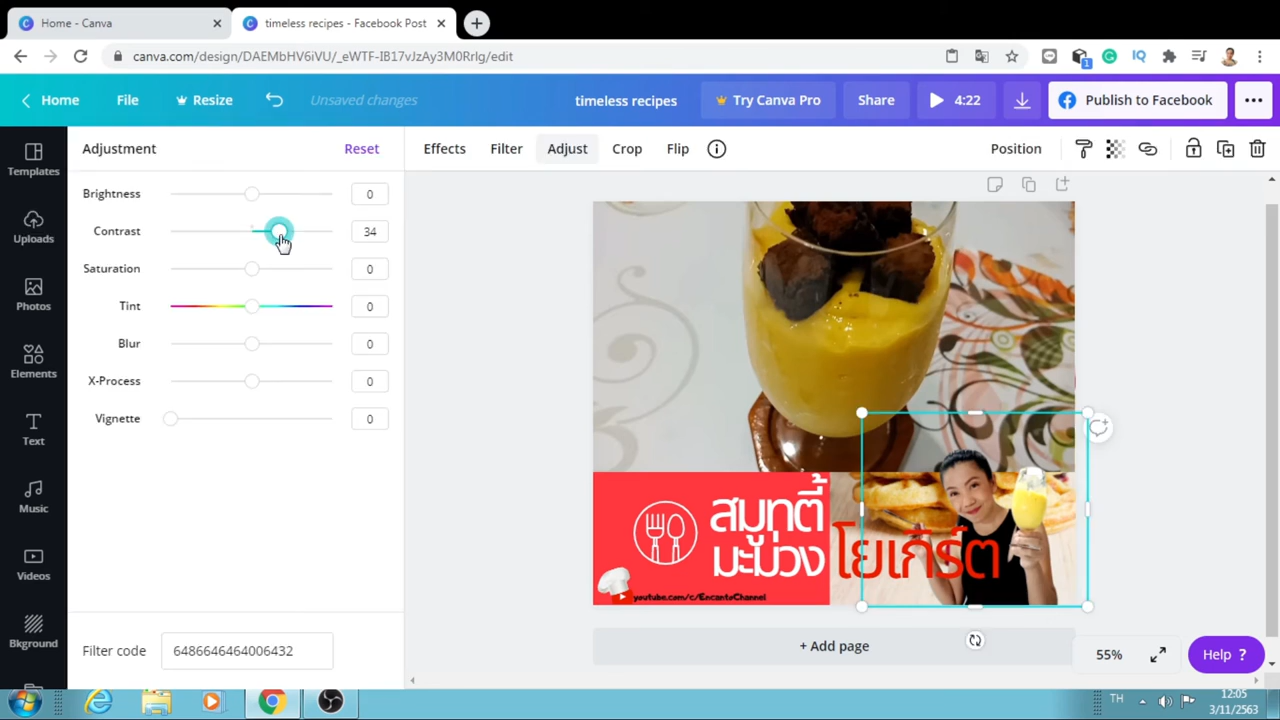 Home - Canva
timeless recipes - Facebook Post
canva.com/design/DAEMbHV6iVU/_eWTF-IB17vJzAy3M0RrIg/edit
IQ
1
Home
File
Resize
Unsaved changes
timeless recipes
Try Canva Pro
Share
4:22
Publish to Facebook
Templates
Uploads
Photos
Elements
Text
Music
Videos
Bkground
Adjustment
Reset
Brightness 0
Contrast 34
Saturation 0
Tint 0
Blur 0
X-Process 0
Vignette 0
Filter code 6486646464006432
Effects
Filter
Adjust
Crop
Flip
Position
สมูทตี้
มะม่วง
โยเกิร์ต
youtube.com/c/EncantoChannel
+ Add page
55%
Help ?
TH
12:05
3/11/2563